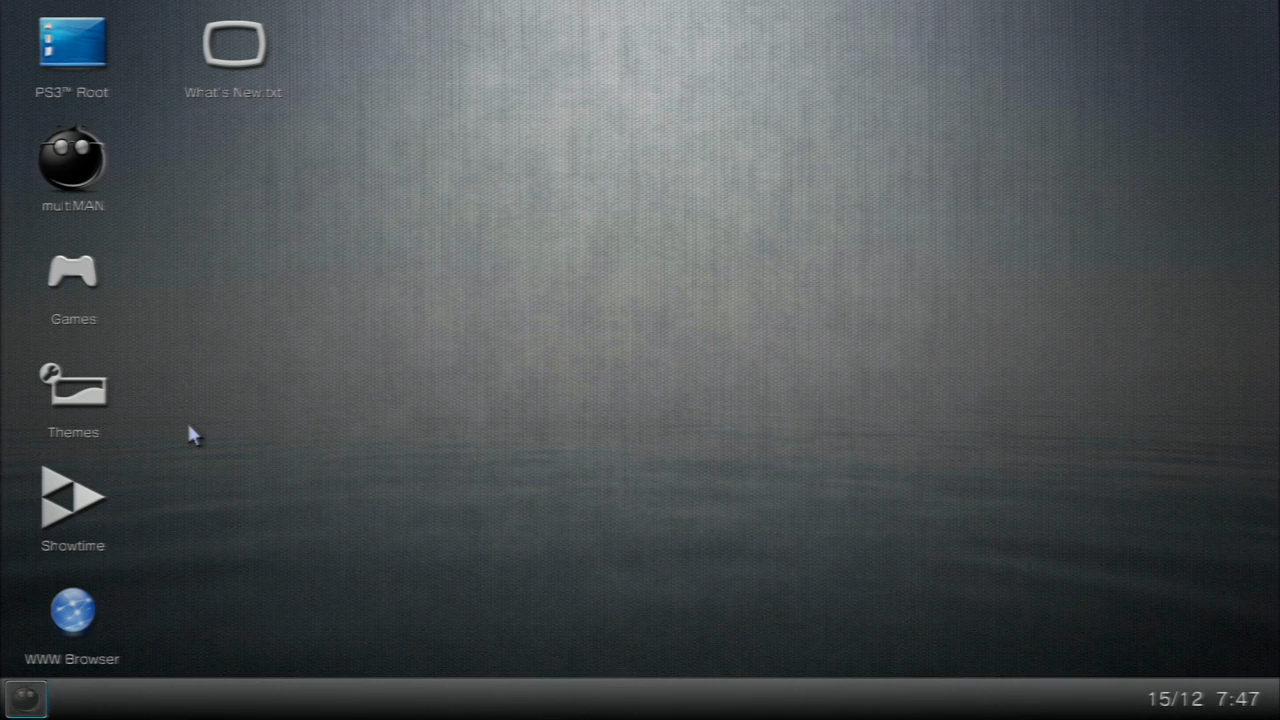 PS3™ Root
What's New.txt
multiMAN
Games
Themes
Showtime
WWW Browser
15/12 7:47